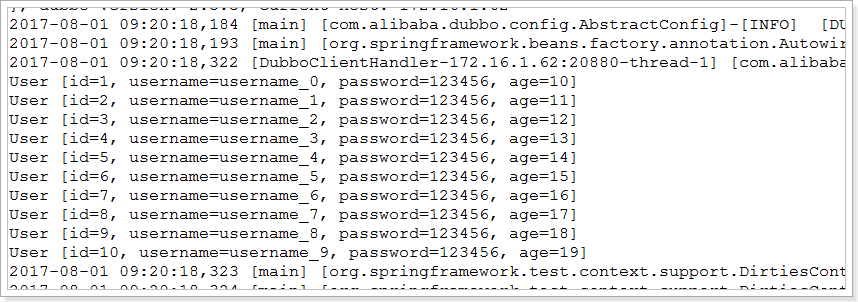 2017-08-01 09:20:18,184 [main] [com.alibaba.dubbo.config.AbstractConfig]-[INFO]  [DU
2017-08-01 09:20:18,193 [main] [org.springframework.beans.factory.annotation.Autowir
2017-08-01 09:20:18,322 [DubboClientHandler-172.16.1.62:20880-thread-1] [com.alibaba
User [id=1, username=username_0, password=123456, age=10]
User [id=2, username=username_1, password=123456, age=11]
User [id=3, username=username_2, password=123456, age=12]
User [id=4, username=username_3, password=123456, age=13]
User [id=5, username=username_4, password=123456, age=14]
User [id=6, username=username_5, password=123456, age=15]
User [id=7, username=username_6, password=123456, age=16]
User [id=8, username=username_7, password=123456, age=17]
User [id=9, username=username_8, password=123456, age=18]
User [id=10, username=username_9, password=123456, age=19]
2017-08-01 09:20:18,323 [main] [org.springframework.test.context.support.DirtiesCont